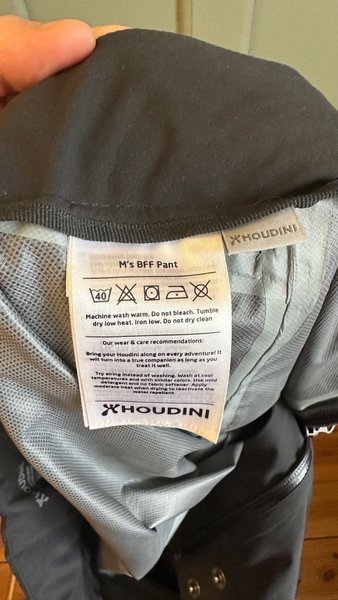 HOUDINI
M's BFF Pant
40
Machine wash warm. Do not bleach. Tumble
dry low heat. Iron low. Do not dry clean
Our wear & care recommendations:
Bring your Houdini along on every adventure! It
will turn into a true companion as long as you
treat it well.
Try airing instead of washing. Wash at cool
temperatures and with similar colors. Use mild
detergent and no fabric softener. Apply
moderate heat when drying to reactivate the
water repellent.
HOUDINI